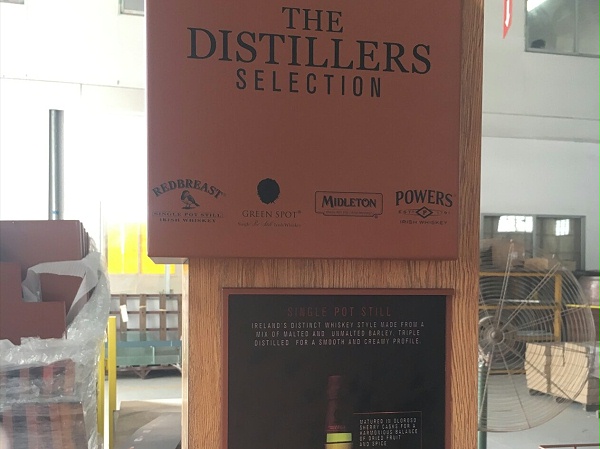 THE
DISTILLERS
SELECTION
REDBREAST
SINGLE POT STILL
IRISH WHISKEY
GREEN SPOT
MIDLETON
POWERS
IRISH WHISKEY
SINGLE POT STILL
IRELAND'S DISTINCT WHISKEY STYLE MADE FROM A
MIX OF MALTED AND UNMALTED BARLEY, TRIPLE
DISTILLED FOR A SMOOTH AND CREAMY PROFILE
MATURED IN OLOROSO
SHERRY CASKS FOR A
HARMONIOUS BALANCE
OF DRIED FRUIT
AND SPICE